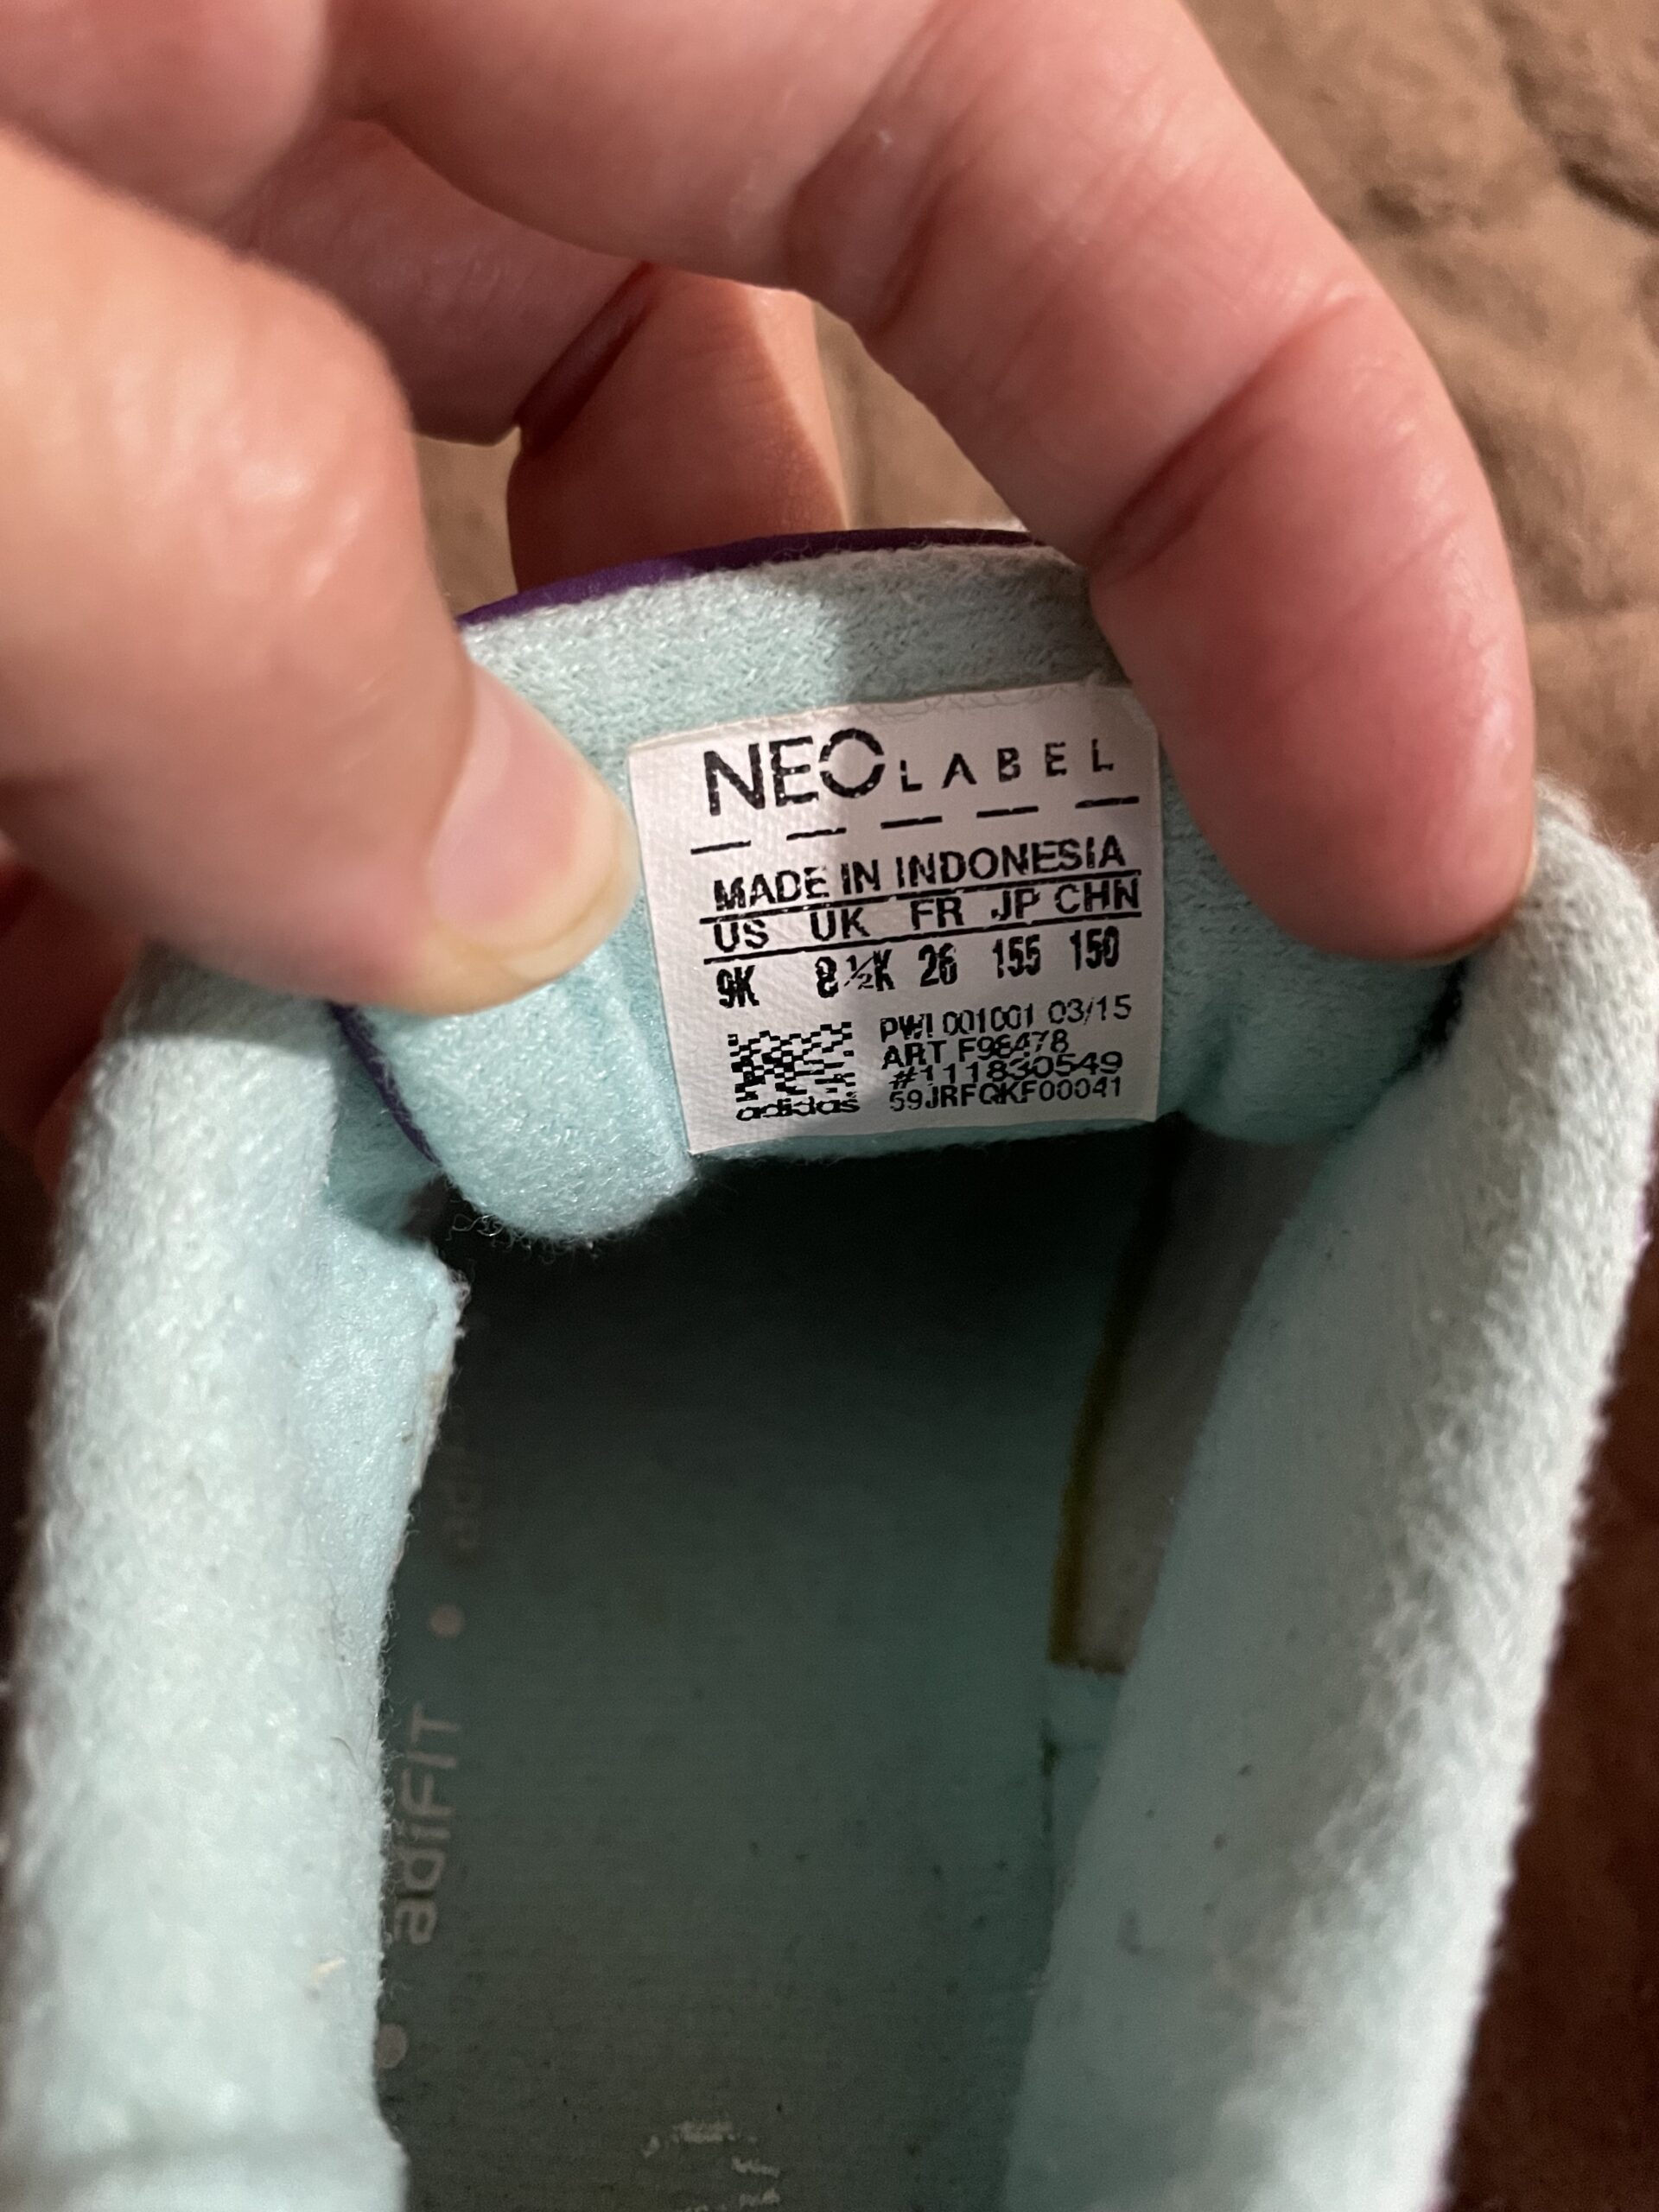 NEO LABEL
MADE IN INDONESIA
US UK FR JP CHN
9K 8½K 26 155 150
PWI 001001 03/15
ART F98478
#111830549
59JRFQKF00041
adidas
adiFIT